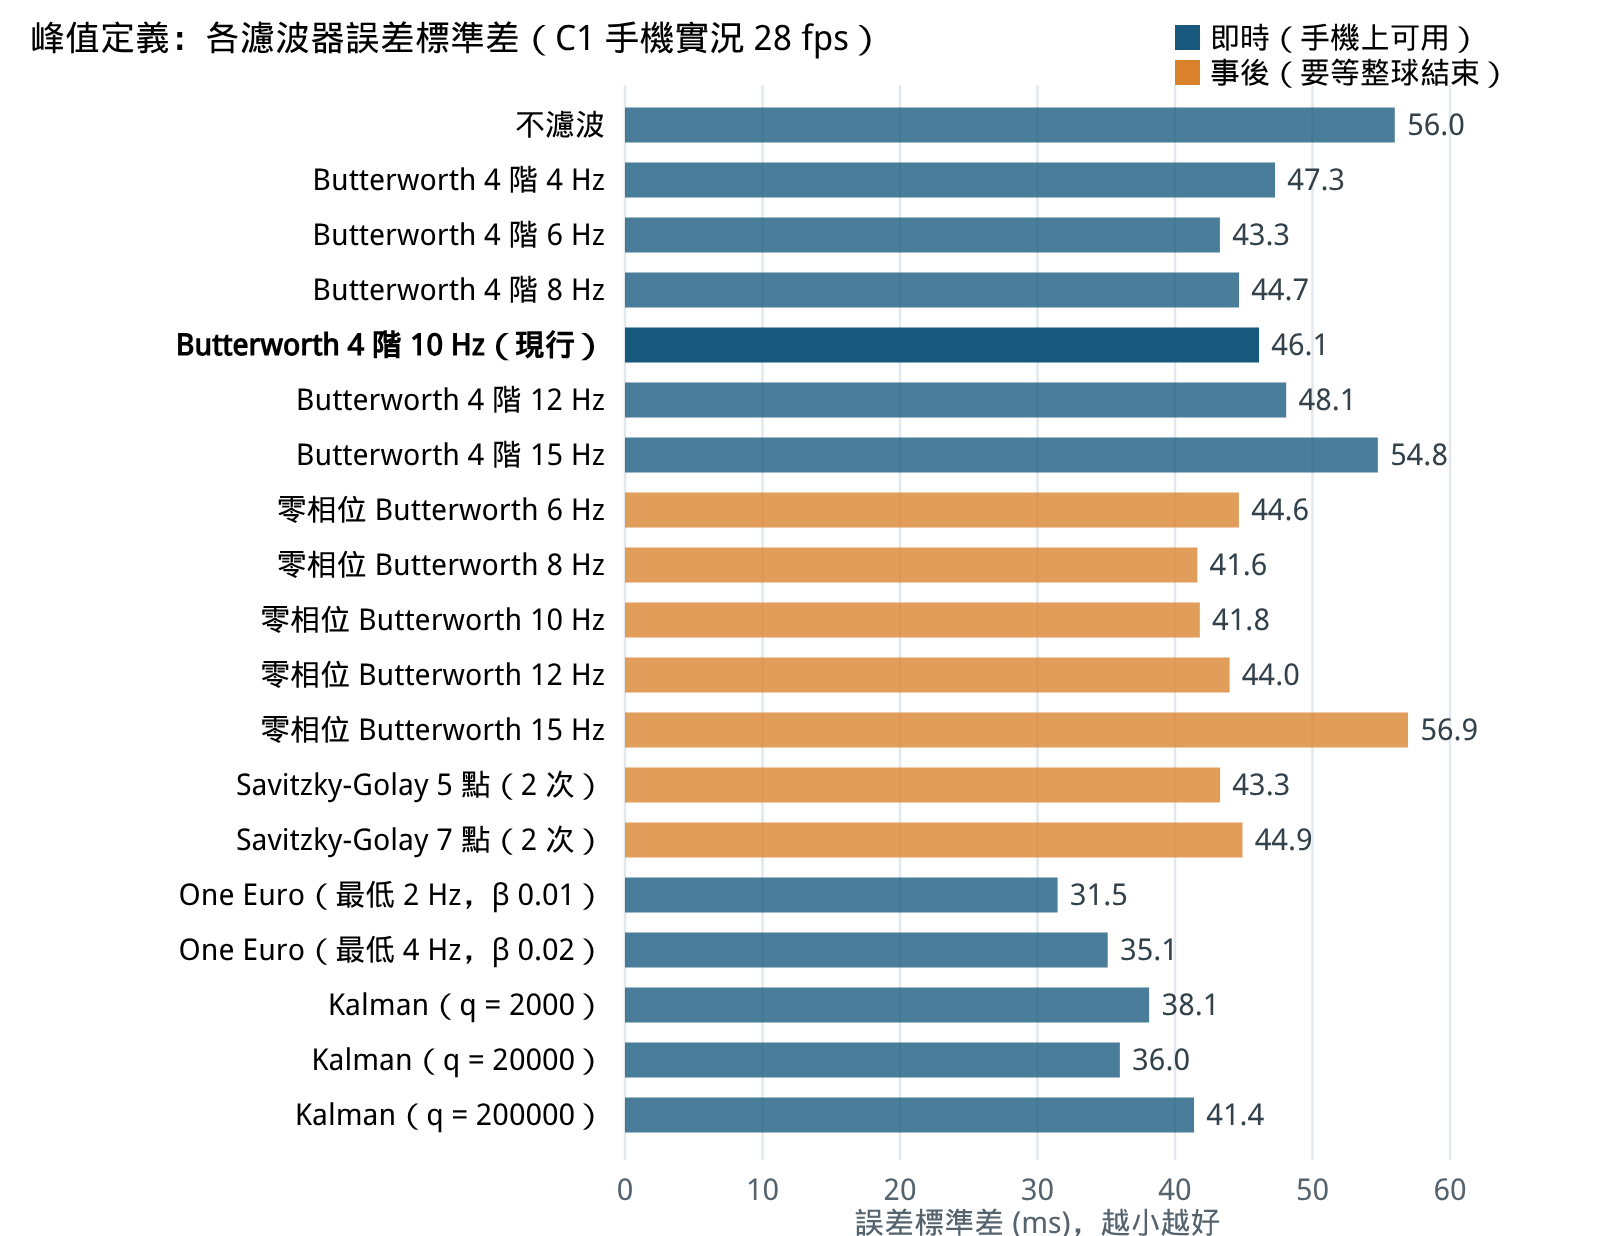 峰值定義：各濾波器誤差標準差（C1 手機實況 28 fps）
即時（手機上可用）
事後（要等整球結束）
不濾波 56.0
Butterworth 4 階 4 Hz 47.3
Butterworth 4 階 6 Hz 43.3
Butterworth 4 階 8 Hz 44.7
Butterworth 4 階 10 Hz（現行） 46.1
Butterworth 4 階 12 Hz 48.1
Butterworth 4 階 15 Hz 54.8
零相位 Butterworth 6 Hz 44.6
零相位 Butterworth 8 Hz 41.6
零相位 Butterworth 10 Hz 41.8
零相位 Butterworth 12 Hz 44.0
零相位 Butterworth 15 Hz 56.9
Savitzky-Golay 5 點（2 次） 43.3
Savitzky-Golay 7 點（2 次） 44.9
One Euro（最低 2 Hz，β 0.01） 31.5
One Euro（最低 4 Hz，β 0.02） 35.1
Kalman（q = 2000） 38.1
Kalman（q = 20000） 36.0
Kalman（q = 200000） 41.4
0 10 20 30 40 50 60
誤差標準差 (ms)，越小越好